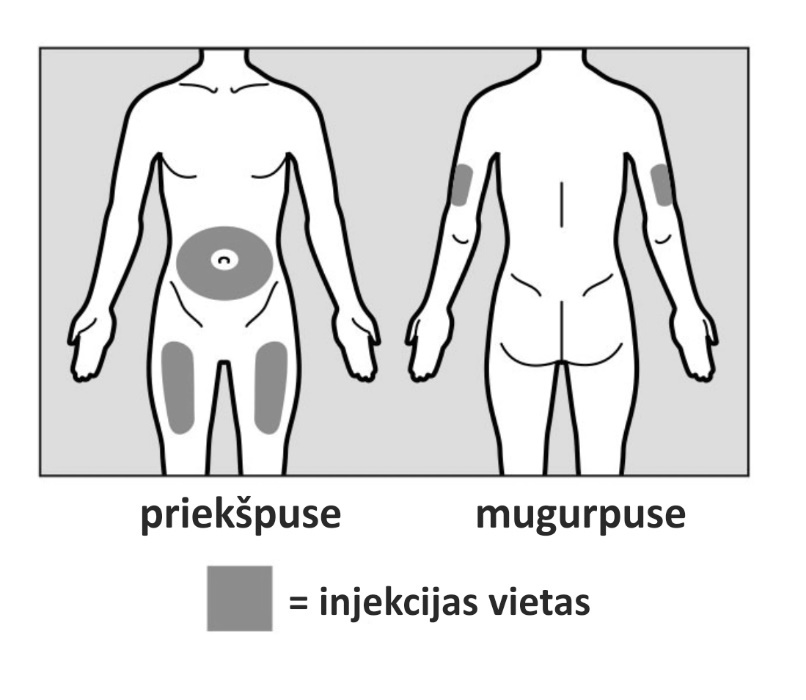 priekšpuse
mugurpuse
= injekcijas vietas